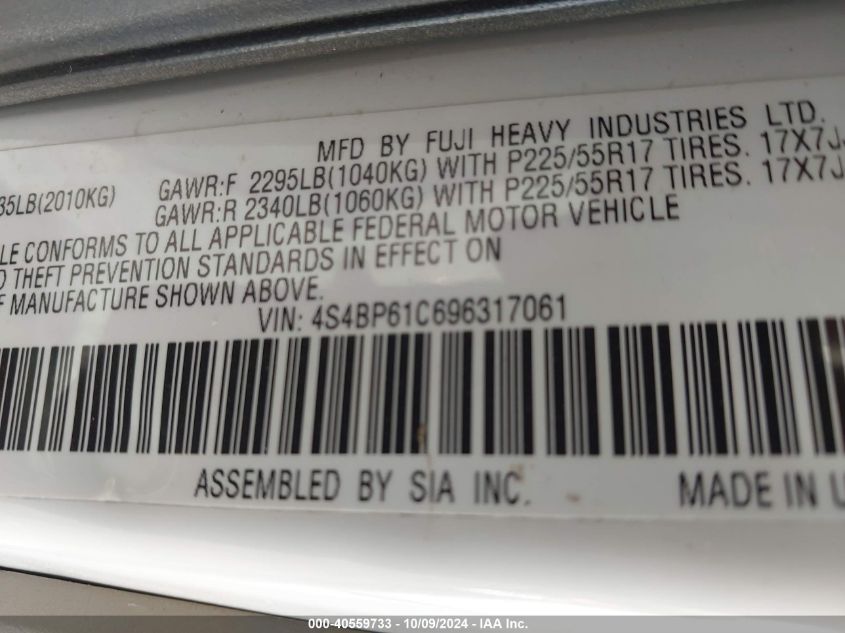 MFD BY FUJI HEAVY INDUSTRIES LTD.
35LB(2010KG) GAWR:F 2295LB(1040KG) WITH P225/55R17 TIRES. 17X7J
GAWR:R 2340LB(1060KG) WITH P225/55R17 TIRES. 17X7J
LE CONFORMS TO ALL APPLICABLE FEDERAL MOTOR VEHICLE
D THEFT PREVENTION STANDARDS IN EFFECT ON
F MANUFACTURE SHOWN ABOVE.
VIN: 4S4BP61C696317061
ASSEMBLED BY SIA INC. MADE IN U
000-40559733 - 10/09/2024 - IAA Inc.